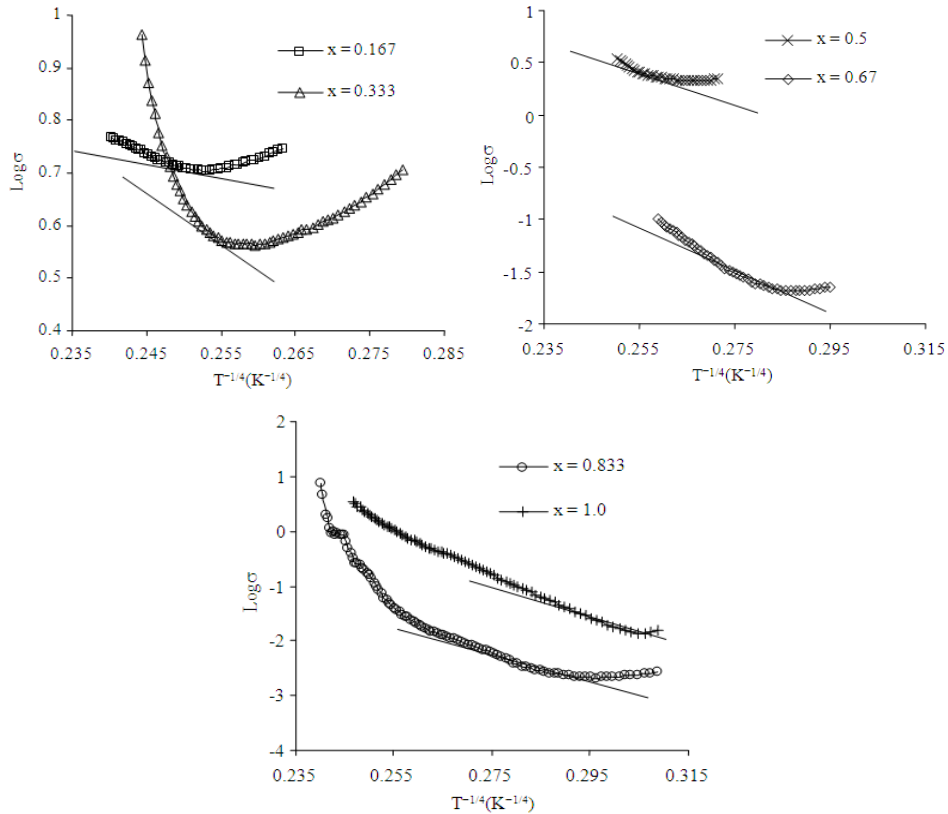 1
0.9
0.8
0.7
0.6
0.5
0.4
Logσ
x = 0.167
x = 0.333
0.235 0.245 0.255 0.265 0.275 0.285
T⁻¹/⁴(K⁻¹/⁴)
1
0.5
0
-0.5
-1
-1.5
-2
Logσ
x = 0.5
x = 0.67
0.235 0.255 0.275 0.295 0.315
T⁻¹/⁴(K⁻¹/⁴)
2
1
0
-1
-2
-3
-4
Logσ
x = 0.833
x = 1.0
0.235 0.255 0.275 0.295 0.315
T⁻¹/⁴(K⁻¹/⁴)